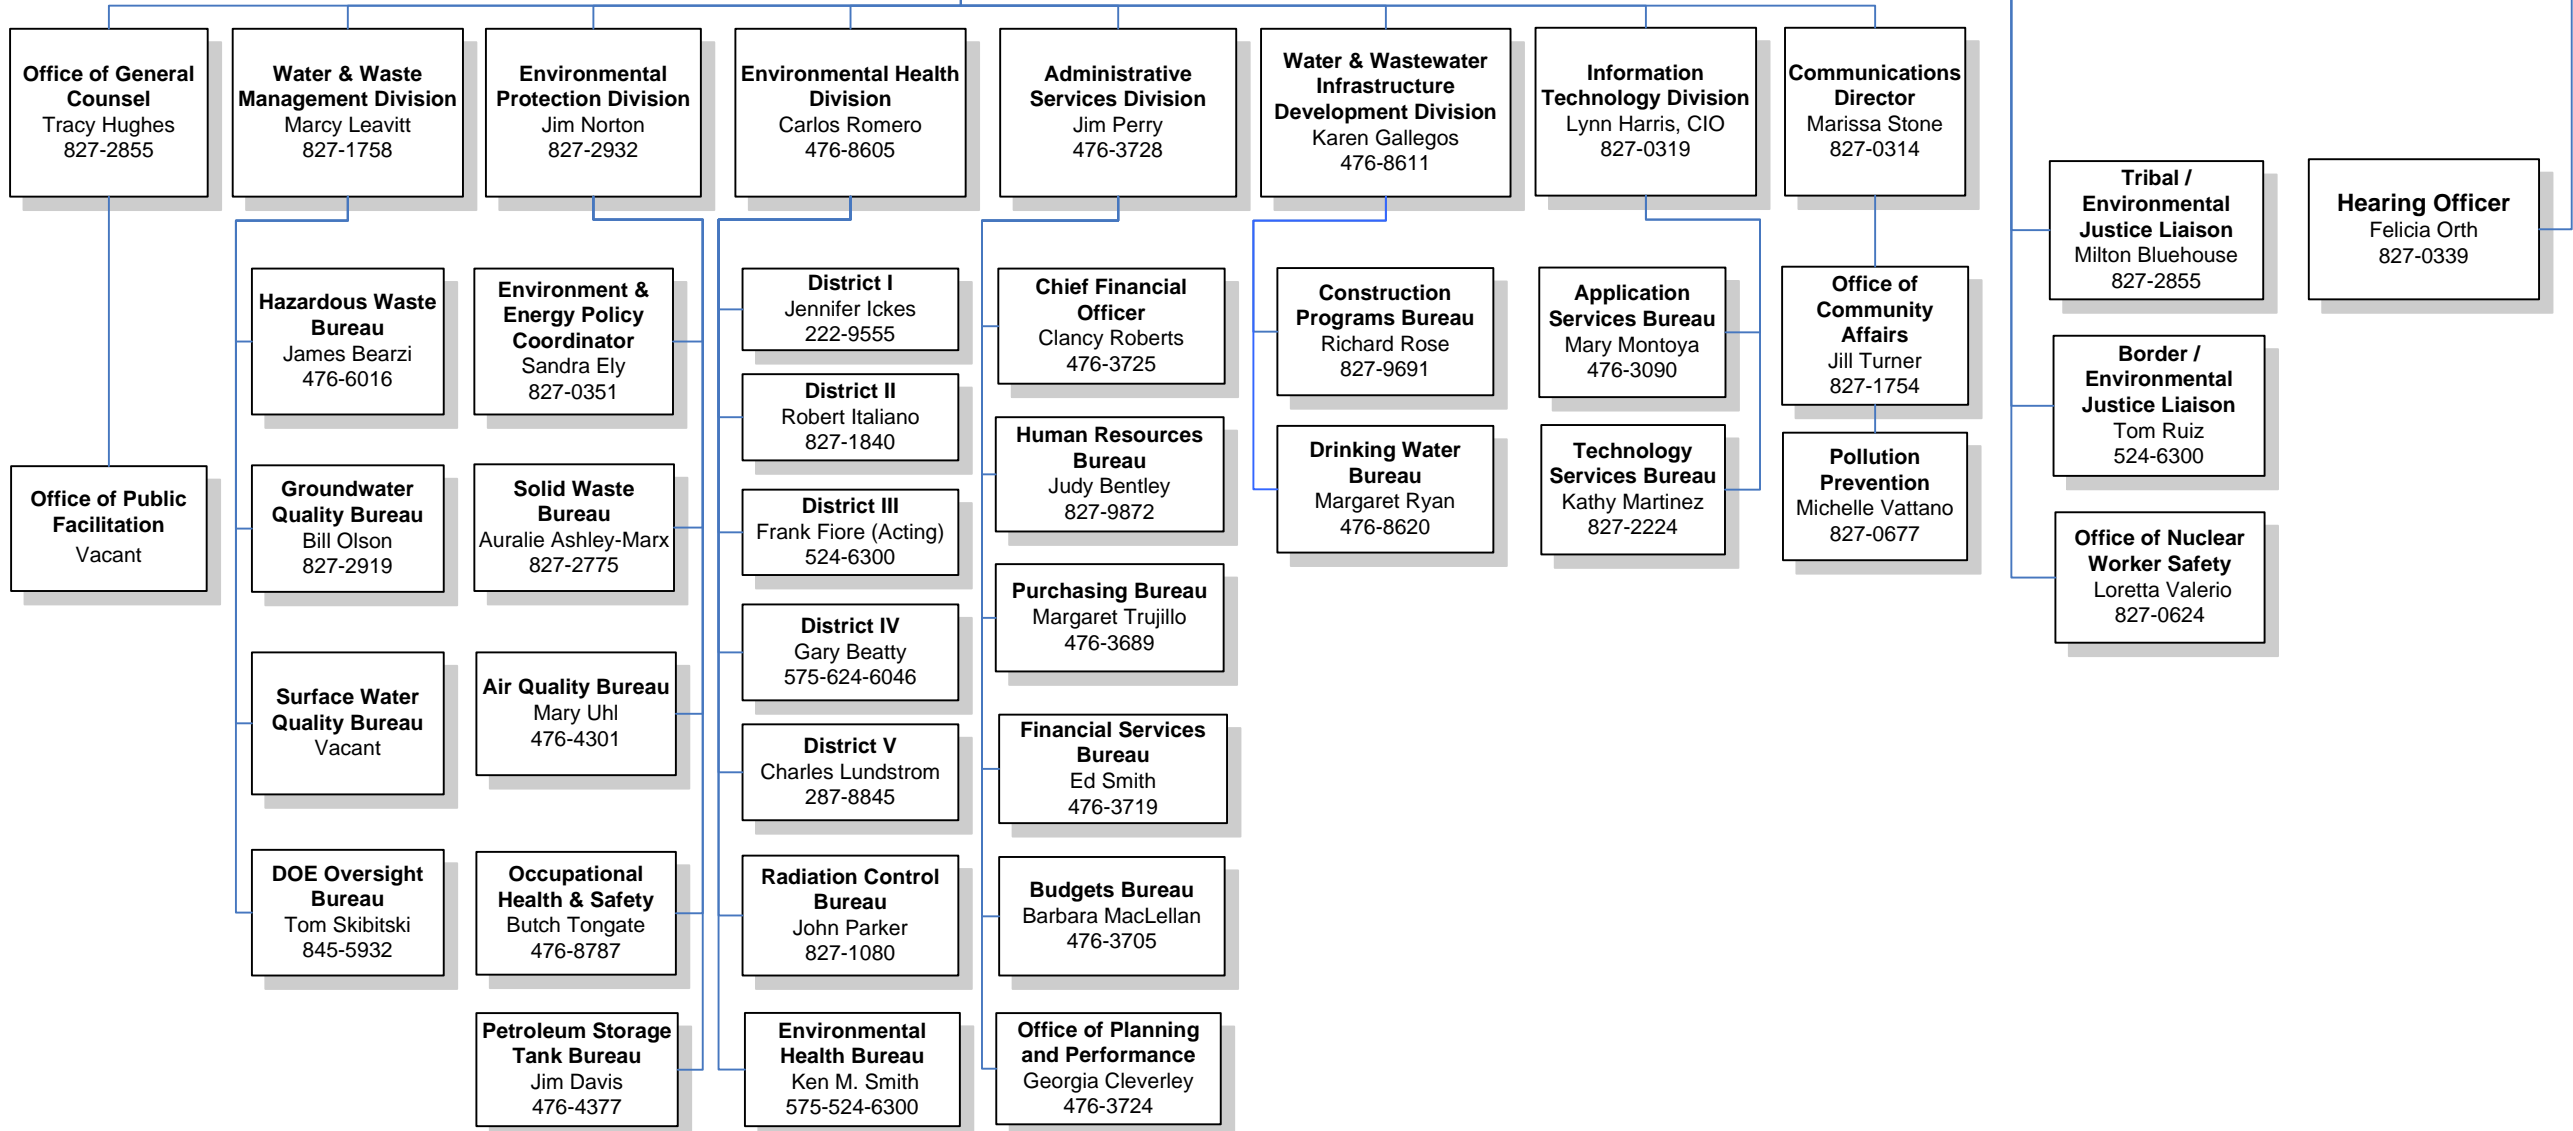 Office of General
Counsel
Tracy Hughes
827-2855
Water & Waste
Management Division
Marcy Leavitt
827-1758
Environmental
Protection Division
Jim Norton
827-2932
Environmental Health
Division
Carlos Romero
476-8605
Administrative
Services Division
Jim Perry
476-3728
Water & Wastewater
Infrastructure
Development Division
Karen Gallegos
476-8611
Information
Technology Division
Lynn Harris, CIO
827-0319
Communications
Director
Marissa Stone
827-0314
Tribal /
Environmental
Justice Liaison
Milton Bluehouse
827-2855
Hearing Officer
Felicia Orth
827-0339
Office of Public
Facilitation
Vacant
Hazardous Waste
Bureau
James Bearzi
476-6016
Groundwater
Quality Bureau
Bill Olson
827-2919
Surface Water
Quality Bureau
Vacant
DOE Oversight
Bureau
Tom Skibitski
845-5932
Environment &
Energy Policy
Coordinator
Sandra Ely
827-0351
Solid Waste
Bureau
Auralie Ashley-Marx
827-2775
Air Quality Bureau
Mary Uhl
476-4301
Occupational
Health & Safety
Butch Tongate
476-8787
Petroleum Storage
Tank Bureau
Jim Davis
476-4377
District I
Jennifer Ickes
222-9555
District II
Robert Italiano
827-1840
District III
Frank Fiore (Acting)
524-6300
District IV
Gary Beatty
575-624-6046
District V
Charles Lundstrom
287-8845
Radiation Control
Bureau
John Parker
827-1080
Environmental
Health Bureau
Ken M. Smith
575-524-6300
Chief Financial
Officer
Clancy Roberts
476-3725
Human Resources
Bureau
Judy Bentley
827-9872
Purchasing Bureau
Margaret Trujillo
476-3689
Financial Services
Bureau
Ed Smith
476-3719
Budgets Bureau
Barbara MacLellan
476-3705
Office of Planning
and Performance
Georgia Cleverley
476-3724
Construction
Programs Bureau
Richard Rose
827-9691
Drinking Water
Bureau
Margaret Ryan
476-8620
Application
Services Bureau
Mary Montoya
476-3090
Technology
Services Bureau
Kathy Martinez
827-2224
Office of
Community
Affairs
Jill Turner
827-1754
Pollution
Prevention
Michelle Vattano
827-0677
Border /
Environmental
Justice Liaison
Tom Ruiz
524-6300
Office of Nuclear
Worker Safety
Loretta Valerio
827-0624